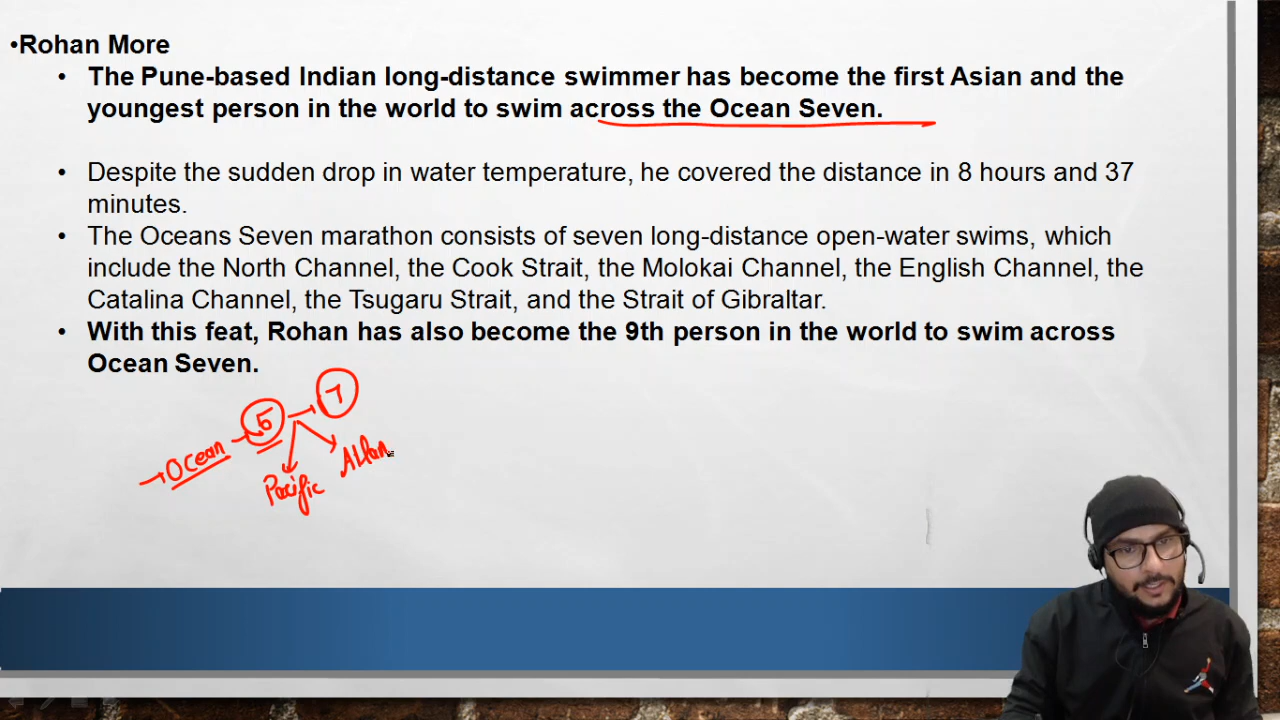 •Rohan More
• The Pune-based Indian long-distance swimmer has become the first Asian and the
youngest person in the world to swim across the Ocean Seven.
• Despite the sudden drop in water temperature, he covered the distance in 8 hours and 37
minutes.
• The Oceans Seven marathon consists of seven long-distance open-water swims, which
include the North Channel, the Cook Strait, the Molokai Channel, the English Channel, the
Catalina Channel, the Tsugaru Strait, and the Strait of Gibraltar.
• With this feat, Rohan has also become the 9th person in the world to swim across
Ocean Seven.
→Ocean → 5 → 7
Pacific Atlan